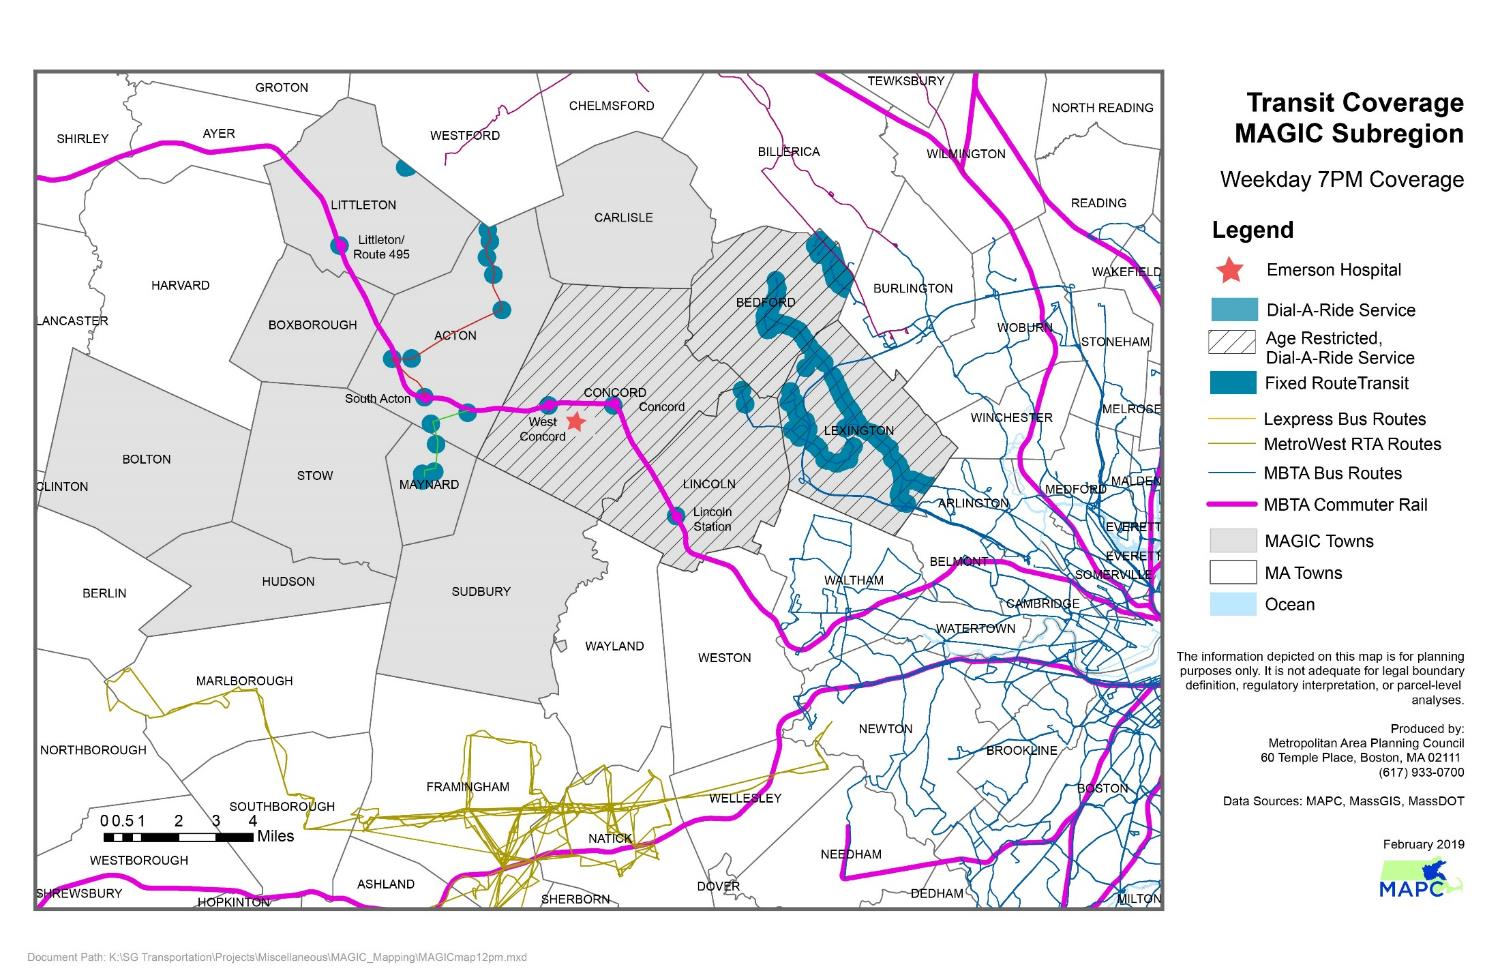 Transit Coverage
MAGIC Subregion
Weekday 7PM Coverage
Legend
Emerson Hospital
Dial-A-Ride Service
Age Restricted,
Dial-A-Ride Service
Fixed RouteTransit
Lexpress Bus Routes
MetroWest RTA Routes
MBTA Bus Routes
MBTA Commuter Rail
MAGIC Towns
MA Towns
Ocean
The information depicted on this map is for planning
purposes only. It is not adequate for legal boundary
definition, regulatory interpretation, or parcel-level
analyses.
Produced by:
Metropolitan Area Planning Council
60 Temple Place, Boston, MA 02111
(617) 933-0700
Data Sources: MAPC, MassGIS, MassDOT
February 2019
MAPC
GROTON
CHELMSFORD
TEWKSBURY
NORTH READING
SHIRLEY
AYER
WESTFORD
BILLERICA
WILMINGTON
LITTLETON
CARLISLE
READING
Littleton/
Route 495
HARVARD
BEDFORD
BURLINGTON
WAKEFIELD
LANCASTER
BOXBOROUGH
ACTON
WOBURN
STONEHAM
South Acton
CONCORD
Concord
West
Concord
LEXINGTON
WINCHESTER
MELROSE
BOLTON
STOW
MAYNARD
LINCOLN
Lincoln
Station
CLINTON
ARLINGTON
MEDFORD
MALDEN
EVERETT
EVERETT
BERLIN
HUDSON
SUDBURY
WALTHAM
BELMONT
SOMERVILLE
CAMBRIDGE
WATERTOWN
WAYLAND
WESTON
MARLBOROUGH
NORTHBOROUGH
NEWTON
BROOKLINE
FRAMINGHAM
SOUTHBOROUGH
WELLESLEY
BOSTON
0 0.5 1 2 3 4
Miles
NATICK
WESTBOROUGH
NEEDHAM
SHREWSBURY
HOPKINTON
ASHLAND
SHERBORN
DOVER
DEDHAM
MILTON
Document Path: K:\SG Transportation\Projects\Miscellaneous\MAGIC_Mapping\MAGICmap12pm.mxd